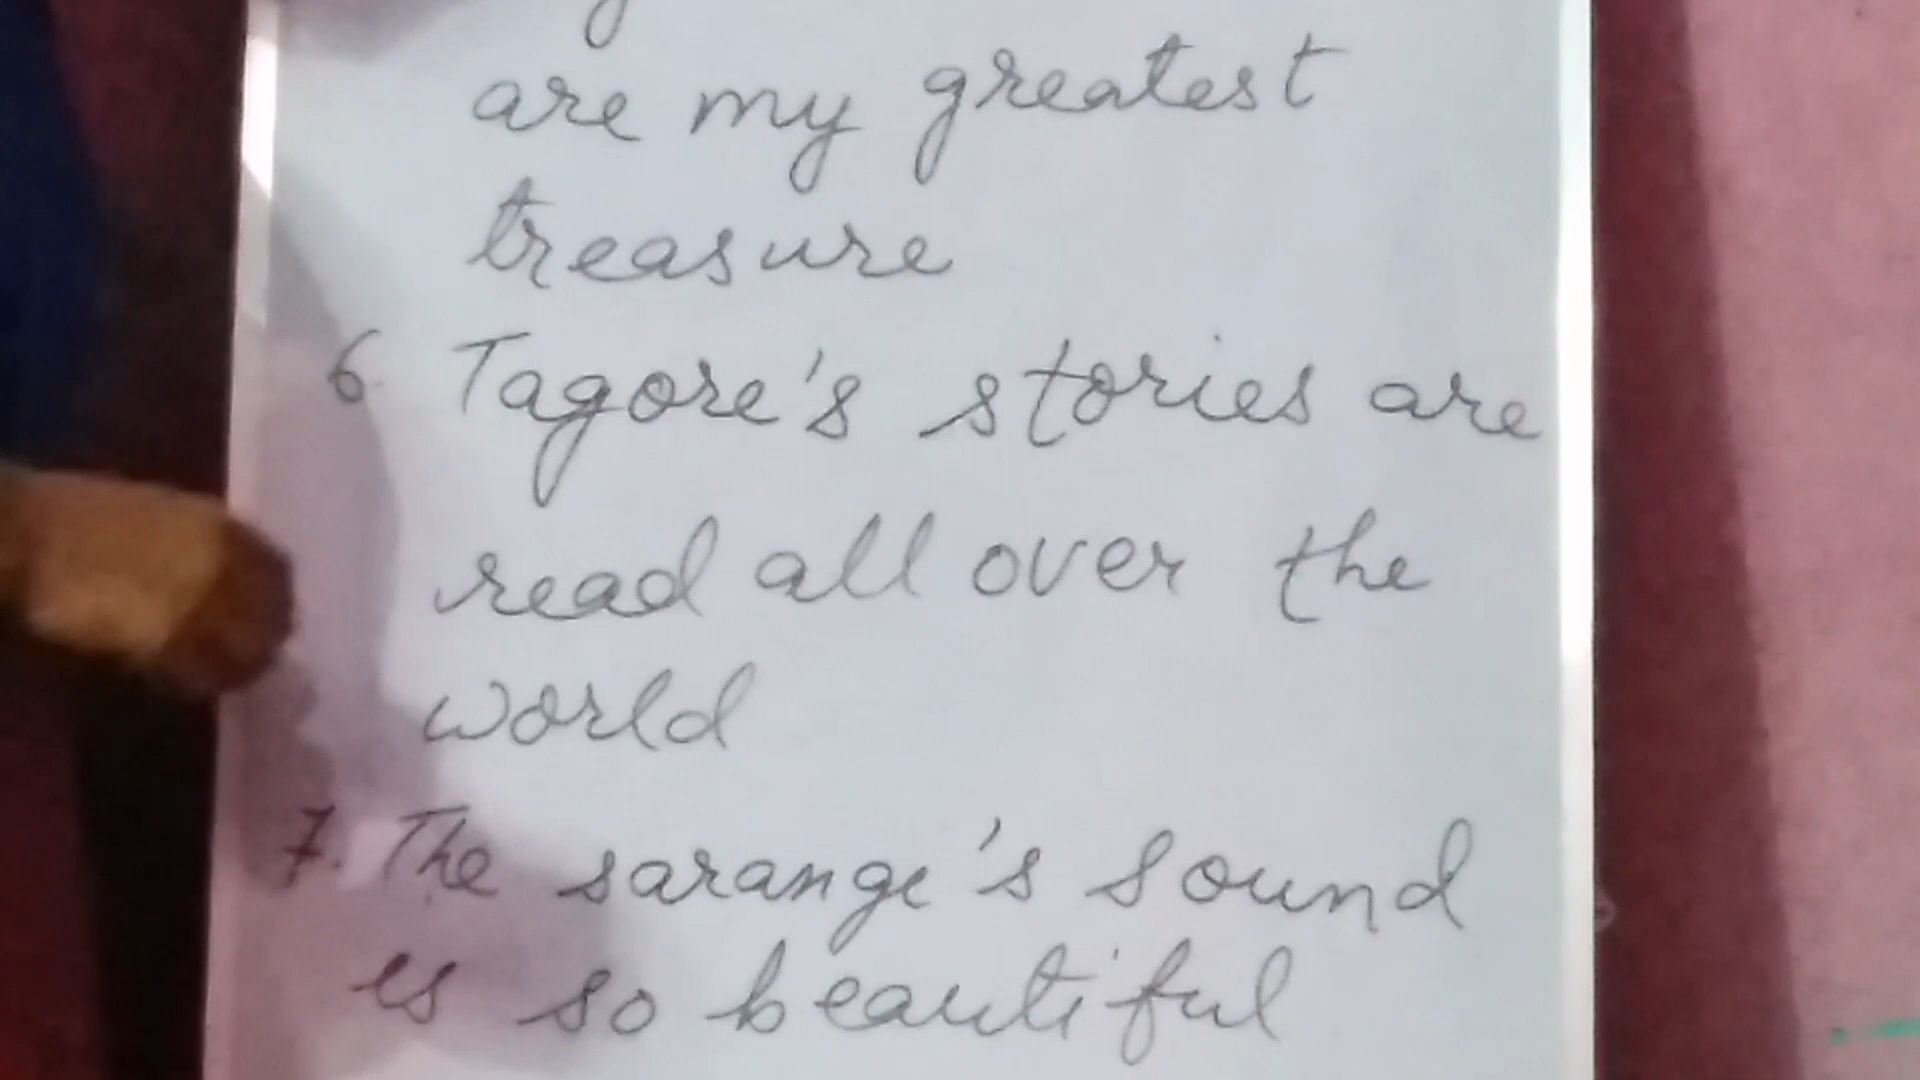 are my greatest
treasure
6. Tagore's stories are
read all over the
world
7. The sarange's sound
is so beautiful